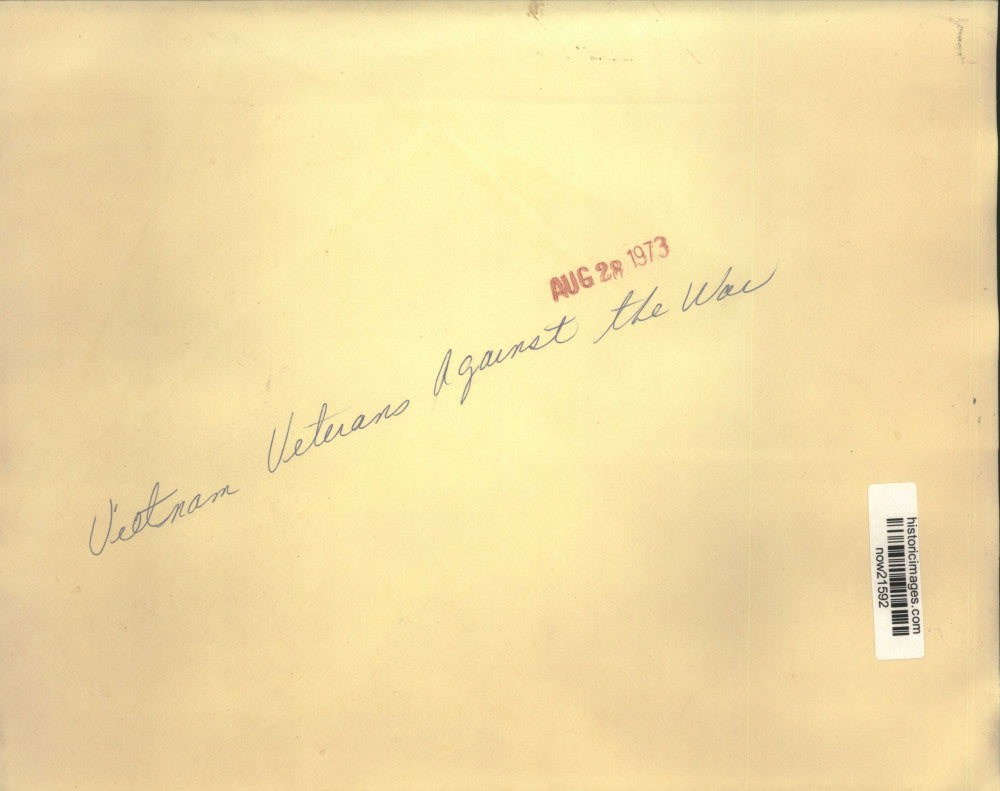 AUG 28 1973
Vietnam Veterans Against the War
historicimages.com
now21592